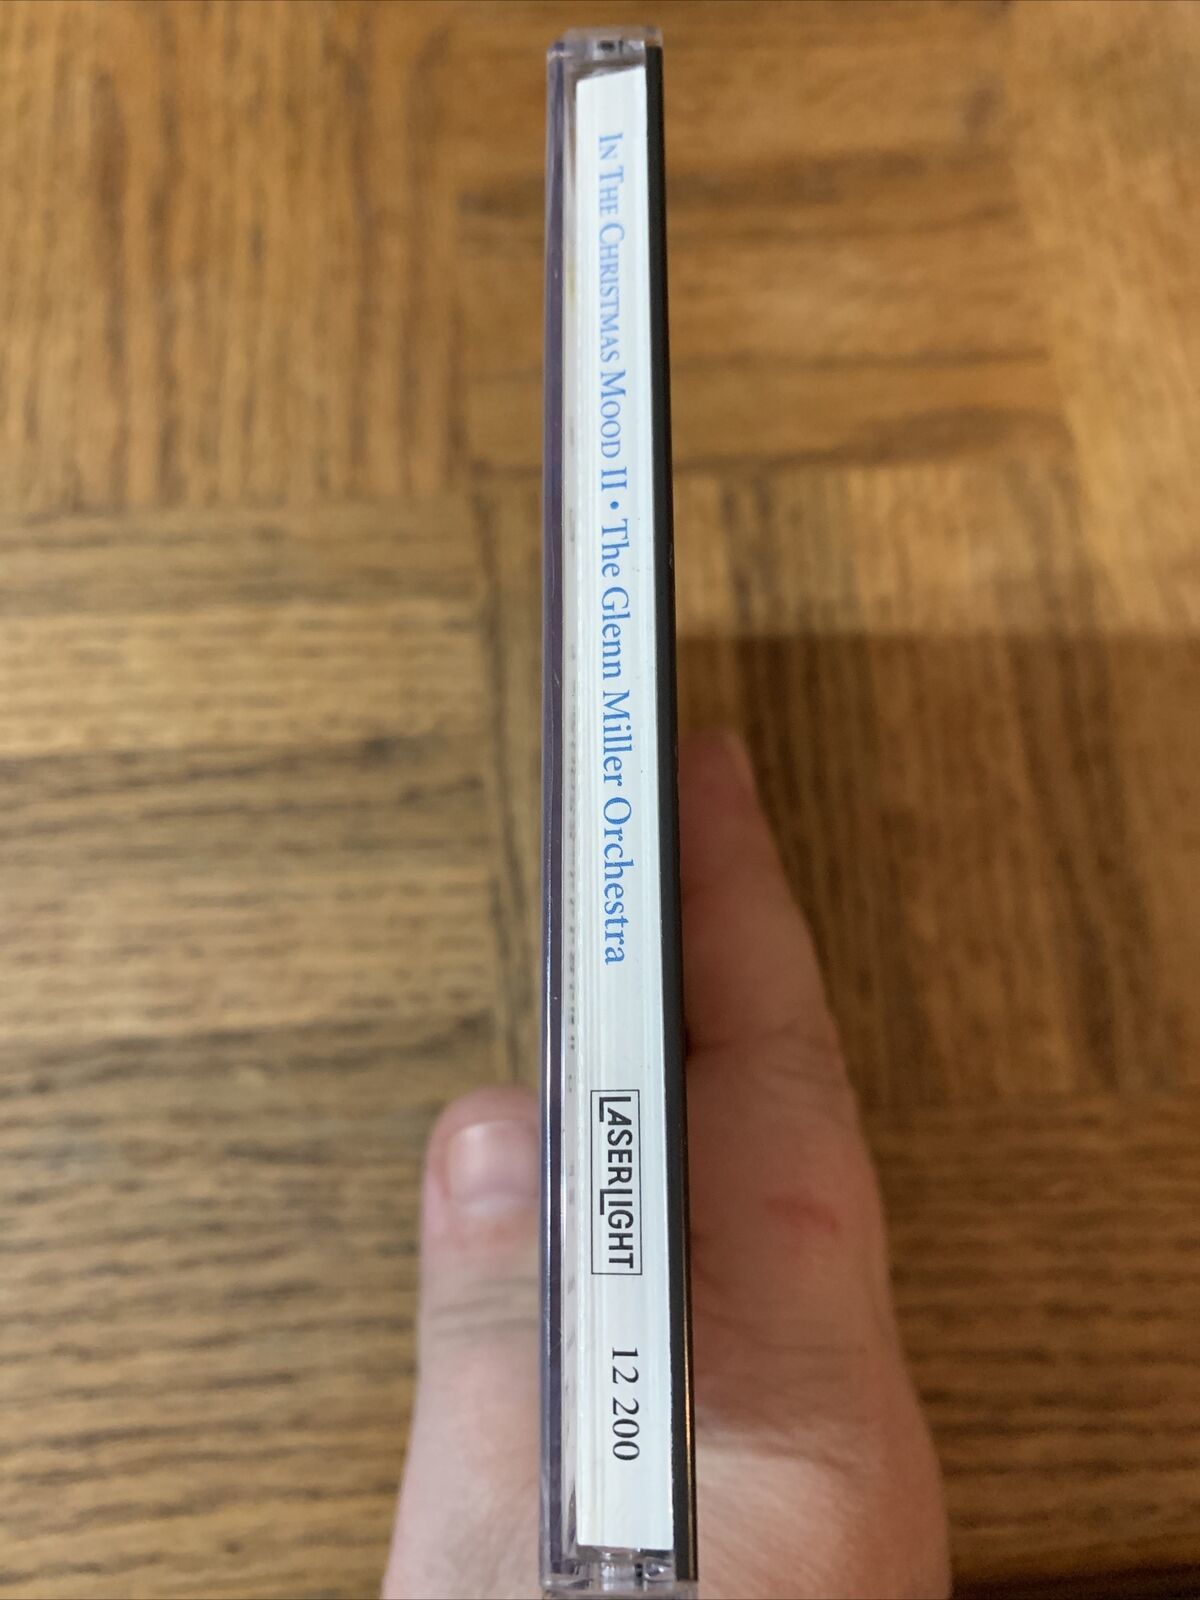 In The Christmas Mood II • The Glenn Miller Orchestra
LASERLIGHT
12 200